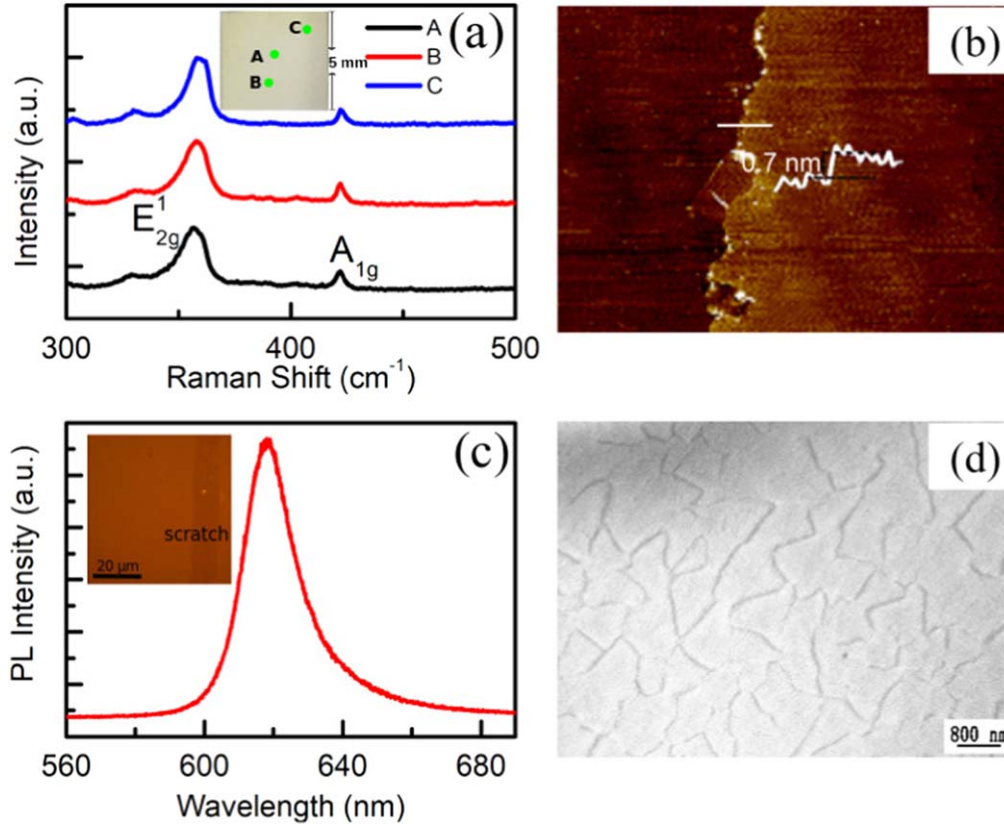 (a)
C
A
B
5 mm
A
B
C
Intensity (a.u.)
E¹2g
A1g
300
400
500
Raman Shift (cm⁻¹)
(b)
0.7 nm
(c)
scratch
20 μm
PL Intensity (a.u.)
560
600
640
680
Wavelength (nm)
(d)
800 nm